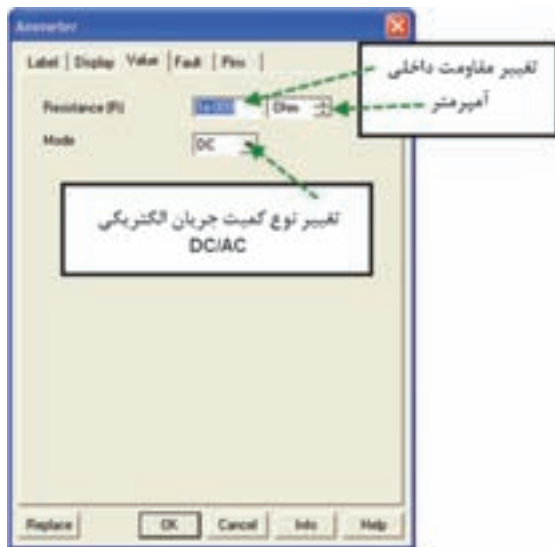 Ammeter
Label Display Value Fault Pins
تغییر مقاومت داخلی
آمپرمتر
Resistance (R)
Ohm
Mode
DC
تغییر نوع کمیت جریان الکتریکی
DC/AC
Replace OK Cancel Info Help